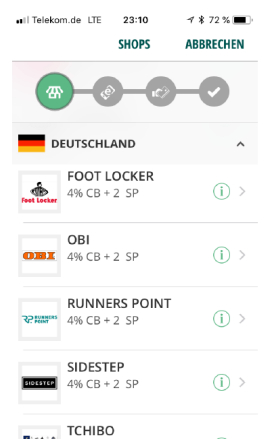 Telekom.de LTE 23:10 72 %
SHOPS ABBRECHEN
DEUTSCHLAND
FOOT LOCKER
Foot Locker
4% CB + 2 SP
OBI
OBI
4% CB + 2 SP
RUNNERS POINT
RUNNERS
POINT
4% CB + 2 SP
SIDESTEP
SIDESTEP
4% CB + 2 SP
TCHIBO